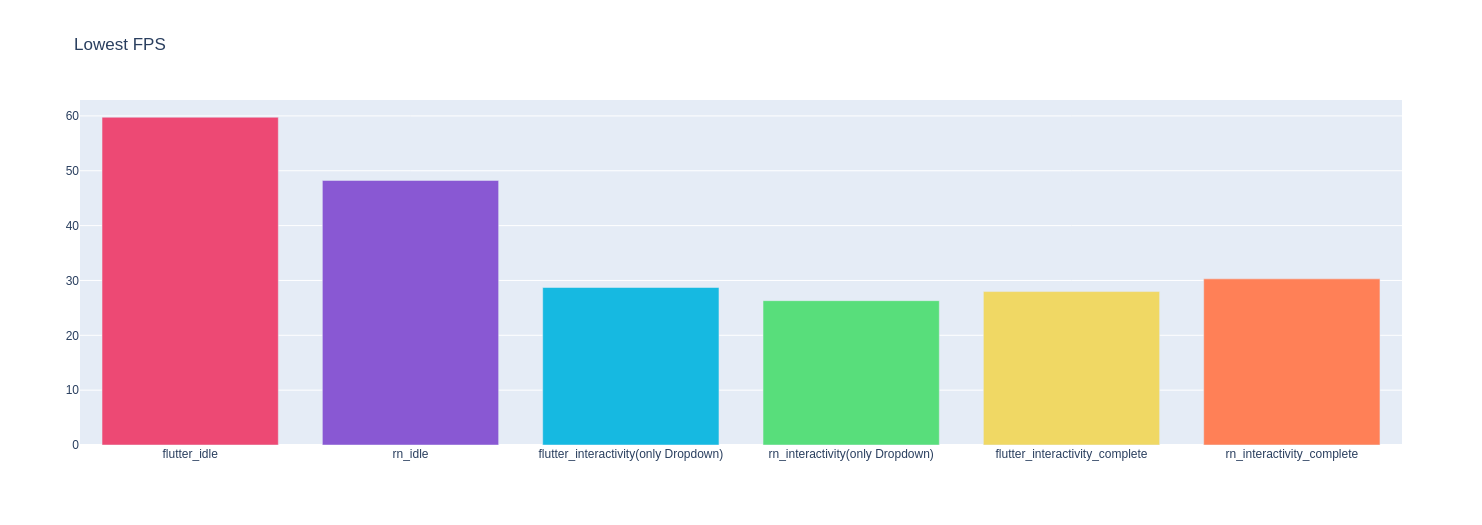 Lowest FPS
60
50
40
30
20
10
0
flutter_idle
rn_idle
flutter_interactivity(only Dropdown)
rn_interactivity(only Dropdown)
flutter_interactivity_complete
rn_interactivity_complete